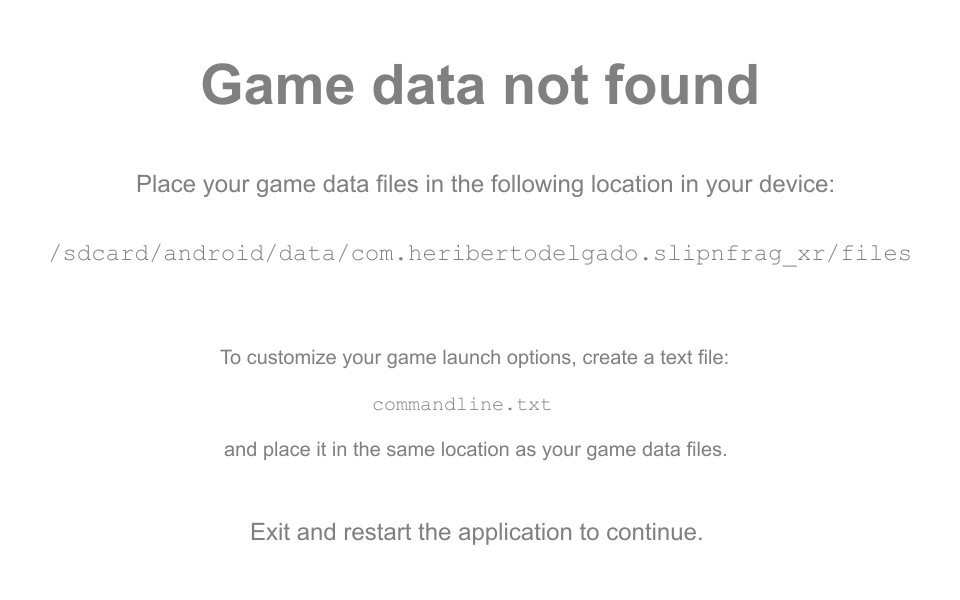 Game data not found
Place your game data files in the following location in your device:
/sdcard/android/data/com.heribertodelgado.slipnfrag_xr/files
To customize your game launch options, create a text file:
commandline.txt
and place it in the same location as your game data files.
Exit and restart the application to continue.